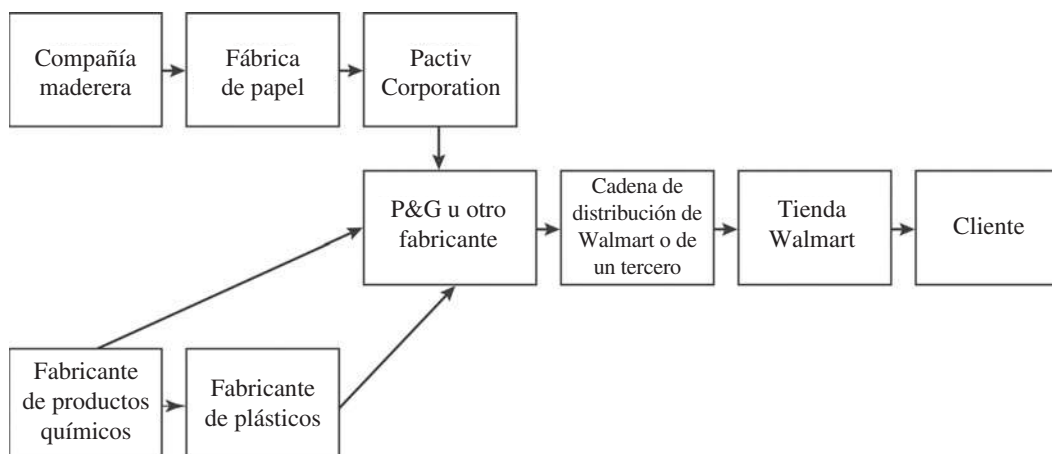 Compañía
maderera
Fábrica
de papel
Pactiv
Corporation
P&G u otro
fabricante
Cadena de
distribución de
Walmart o de
un tercero
Tienda
Walmart
Cliente
Fabricante
de productos
químicos
Fabricante
de plásticos